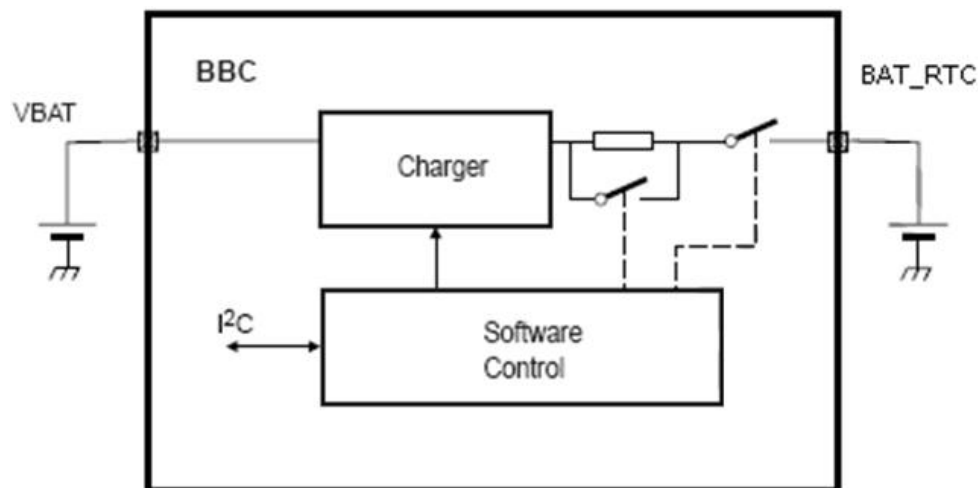 BBC
BAT_RTC
VBAT
Charger
I²C
Software
Control